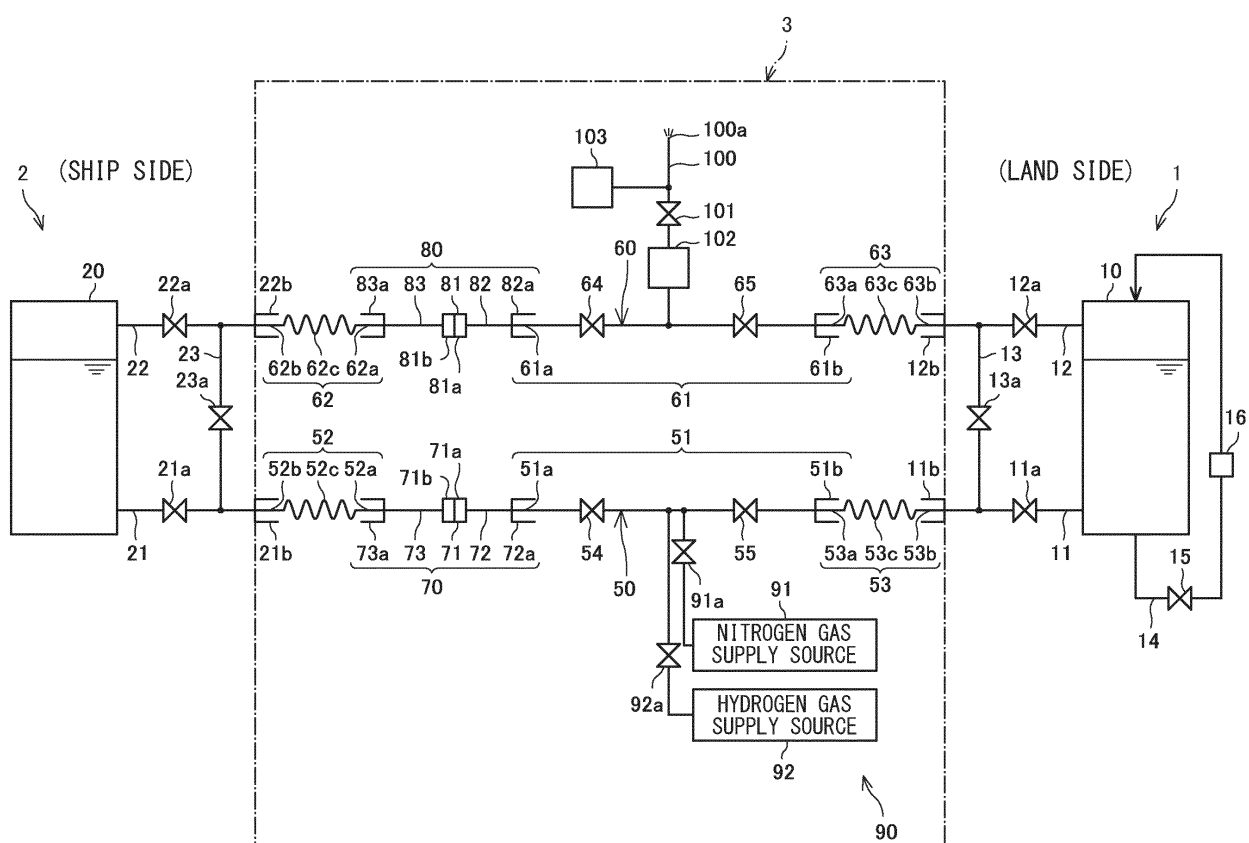 3
103
100a
100
101
102
2
(SHIP SIDE)
(LAND SIDE)
1
80
60
63
20
22a
22b
83a
83
81
82
82a
64
65
63a
63c
63b
12a
10
22
23
23a
62b
62c
62a
62
81b
81a
61a
61
61b
12b
13
13a
12
16
52
51
21a
52b
52c
52a
71b
71a
51a
51b
11b
11a
21
21b
73a
73
71
72
72a
54
50
55
53a
53c
53b
53
11
15
14
70
91a
91
NITROGEN GAS
SUPPLY SOURCE
92a
HYDROGEN GAS
SUPPLY SOURCE
92
90